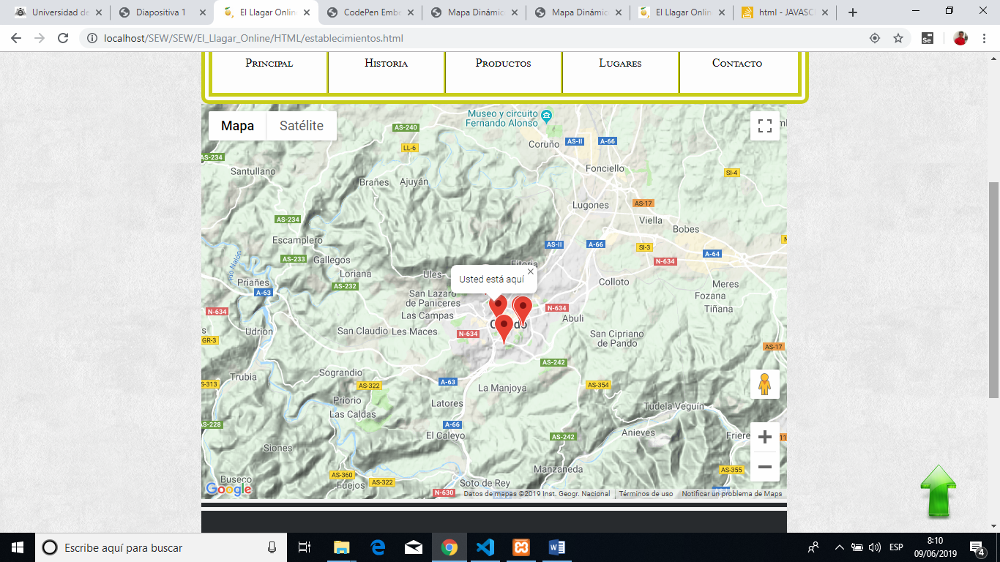 Universidad de
Diapositiva 1
El Llagar Onlin
CodePen Embe
Mapa Dinámic
Mapa Dinámic
El Llagar Onlin
html - JAVASC
localhost/SEW/SEW/El_Llagar_Online/HTML/establecimientos.html
Se
Principal
Historia
Productos
Lugares
Contacto
Mapa
Satélite
Museo y circuito
Fernando Alonso
AS-240
AS-II
A-66
LL-6
Coruño
AS-234
Santullano
Fonciello
SI-4
Brañes
Ajuyán
Lugones
AS-17
AS-234
Viella
Bobes
Escamplero
AS-II
A-66
SI-3
A-64
AS-233
Gallegos
N-634
Río Nalón
Loriana
Ules
Priañes
AS-232
Colloto
Meres
Usted está aquí
A-63
San Lazaro
de Paniceres
Fozana
Tiñana
N-634
Las Campas
N-634
Abuli
Udrion
San Claudio
Les Maces
N-634
San Cipriano
de Pando
GR-3
AS-17
AS-242
Sograndio
Trubia
AS-313
AS-322
A-63
La Manjoya
AS-354
Priorio
Latores
Tudela Veguín
Las Caldas
AS-228
A-66
El Caleyo
AS-242
Anieves
Friere
Siones
Manzaneda
AS-355
AS-360
Buseco
Fuejos
AS-322
Soto de Rey
N-630
Google
Datos de mapas ©2019 Inst. Geogr. Nacional
Términos de uso
Notificar un problema de Maps
Escribe aquí para buscar
ESP
8:10
09/06/2019
4